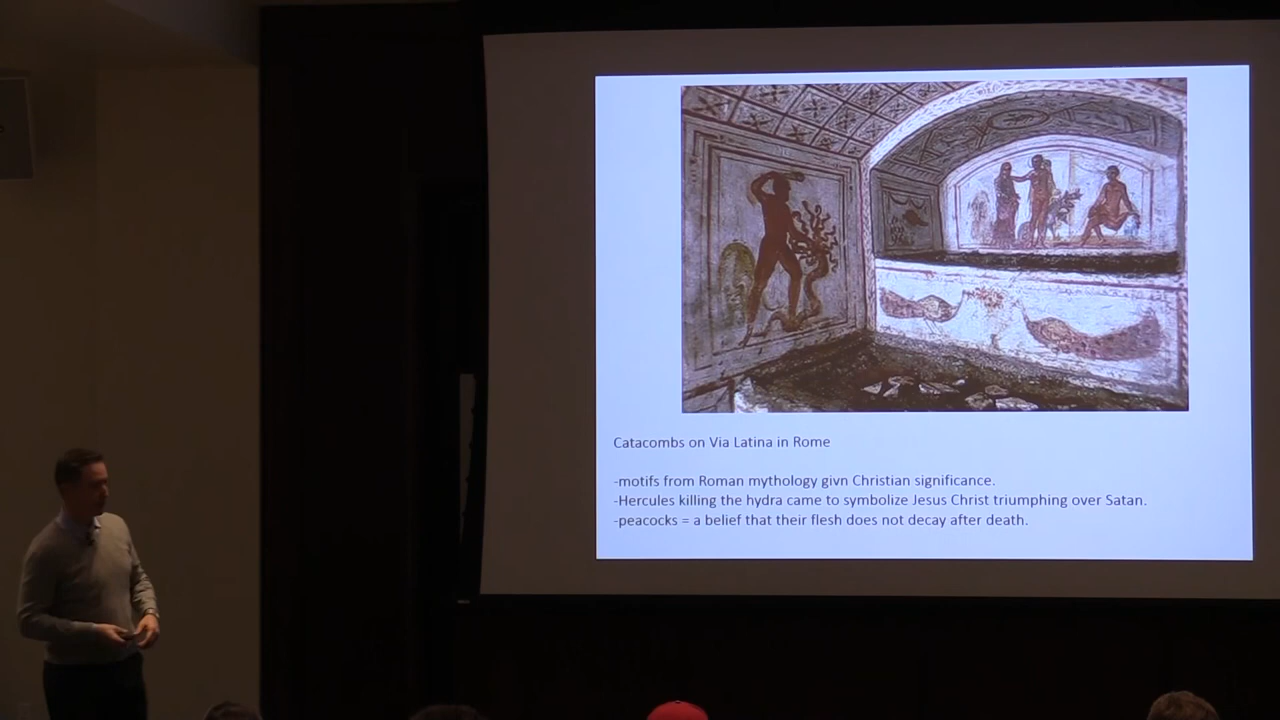 Catacombs on Via Latina in Rome
-motifs from Roman mythology givn Christian significance.
-Hercules killing the hydra came to symbolize Jesus Christ triumphing over Satan.
-peacocks = a belief that their flesh does not decay after death.